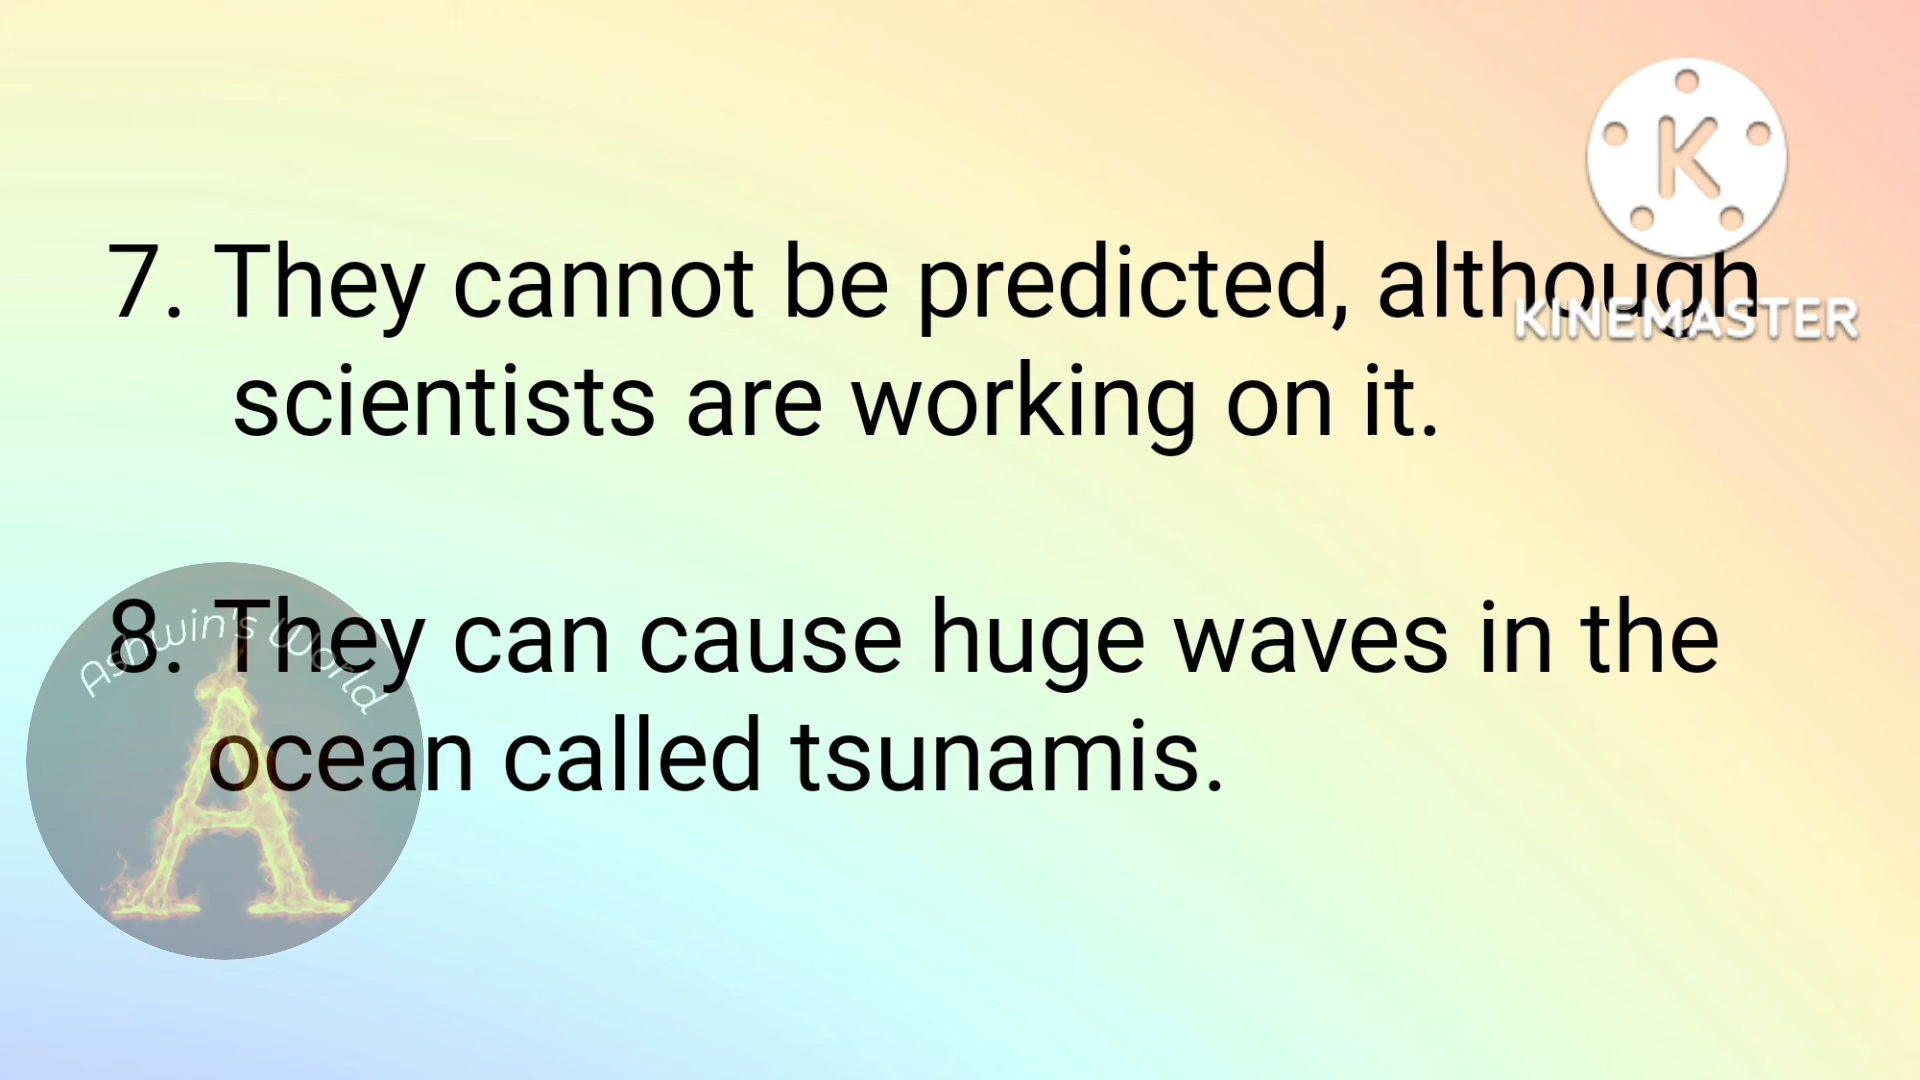 7. They cannot be predicted, although
scientists are working on it.
8. They can cause huge waves in the
ocean called tsunamis.
K
KINEMASTER
Ashwin's World
A